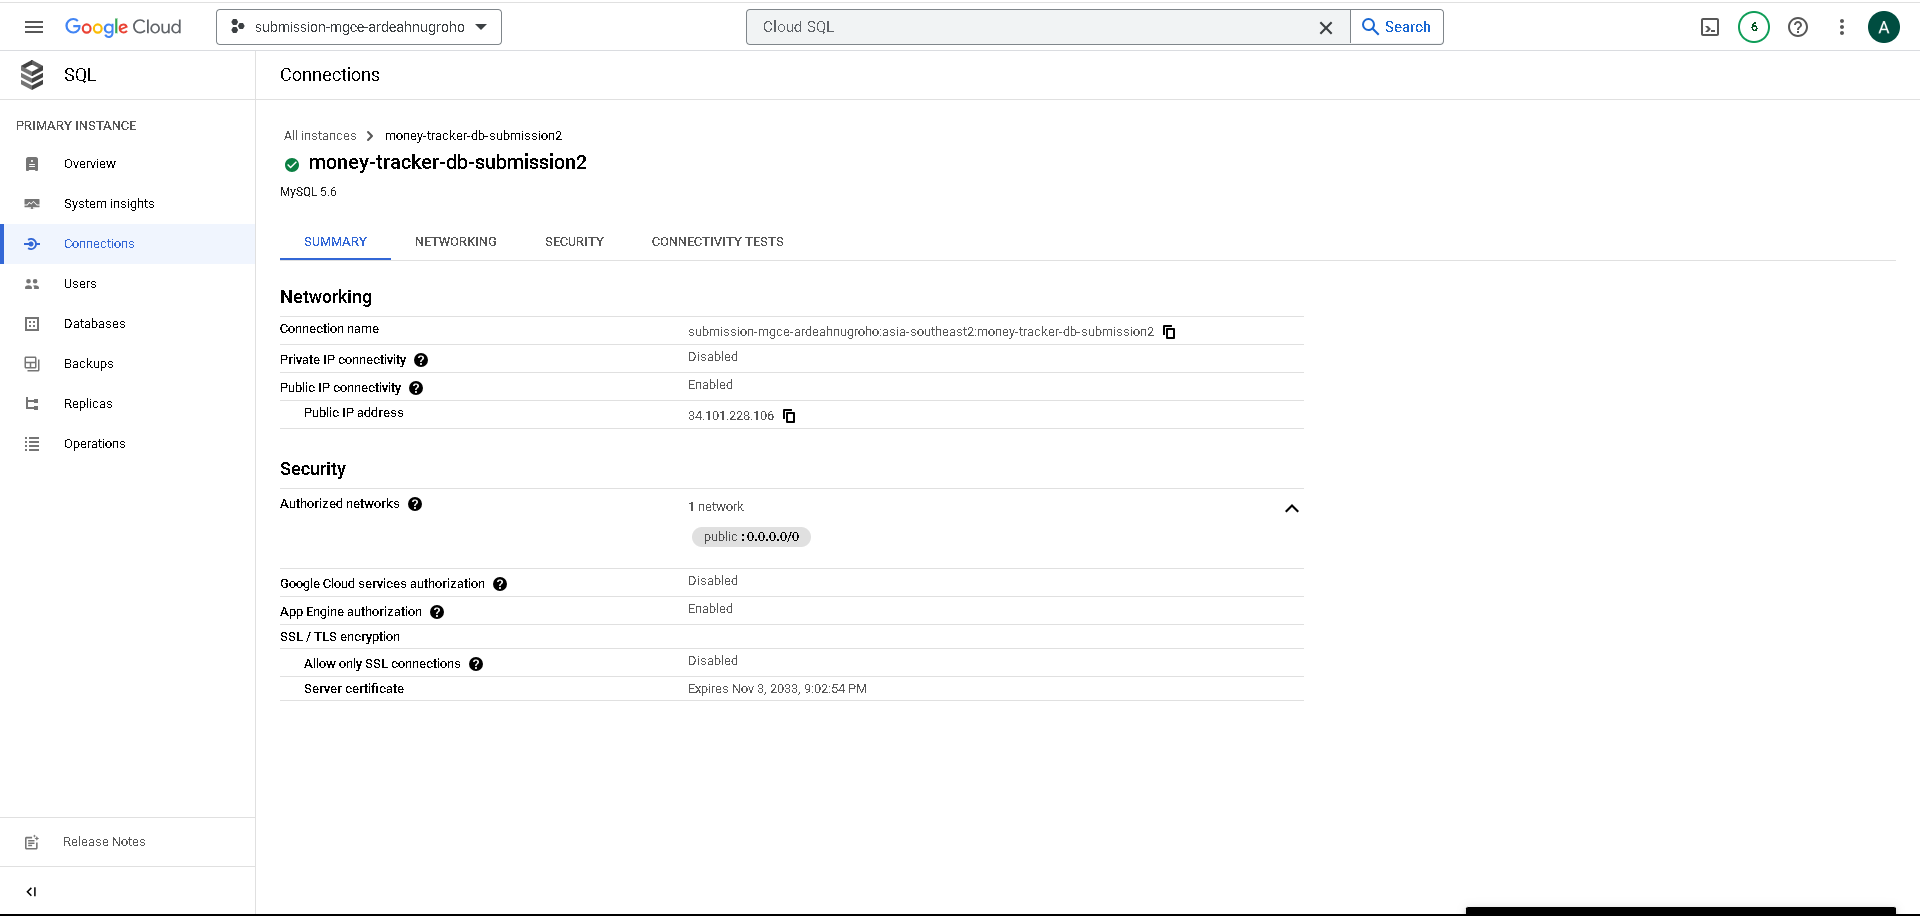 Google Cloud
submission-mgce-ardeahnugroho
Cloud SQL
Search
6
A
SQL
Connections
PRIMARY INSTANCE
Overview
System insights
Connections
Users
Databases
Backups
Replicas
Operations
Release Notes
All instances
money-tracker-db-submission2
money-tracker-db-submission2
MySQL 5.6
SUMMARY
NETWORKING
SECURITY
CONNECTIVITY TESTS
Networking
Connection name
submission-mgce-ardeahnugroho:asia-southeast2:money-tracker-db-submission2
Private IP connectivity
Disabled
Public IP connectivity
Enabled
Public IP address
34.101.228.106
Security
Authorized networks
1 network
public : 0.0.0.0/0
Google Cloud services authorization
Disabled
App Engine authorization
Enabled
SSL / TLS encryption
Allow only SSL connections
Disabled
Server certificate
Expires Nov 3, 2033, 9:02:54 PM